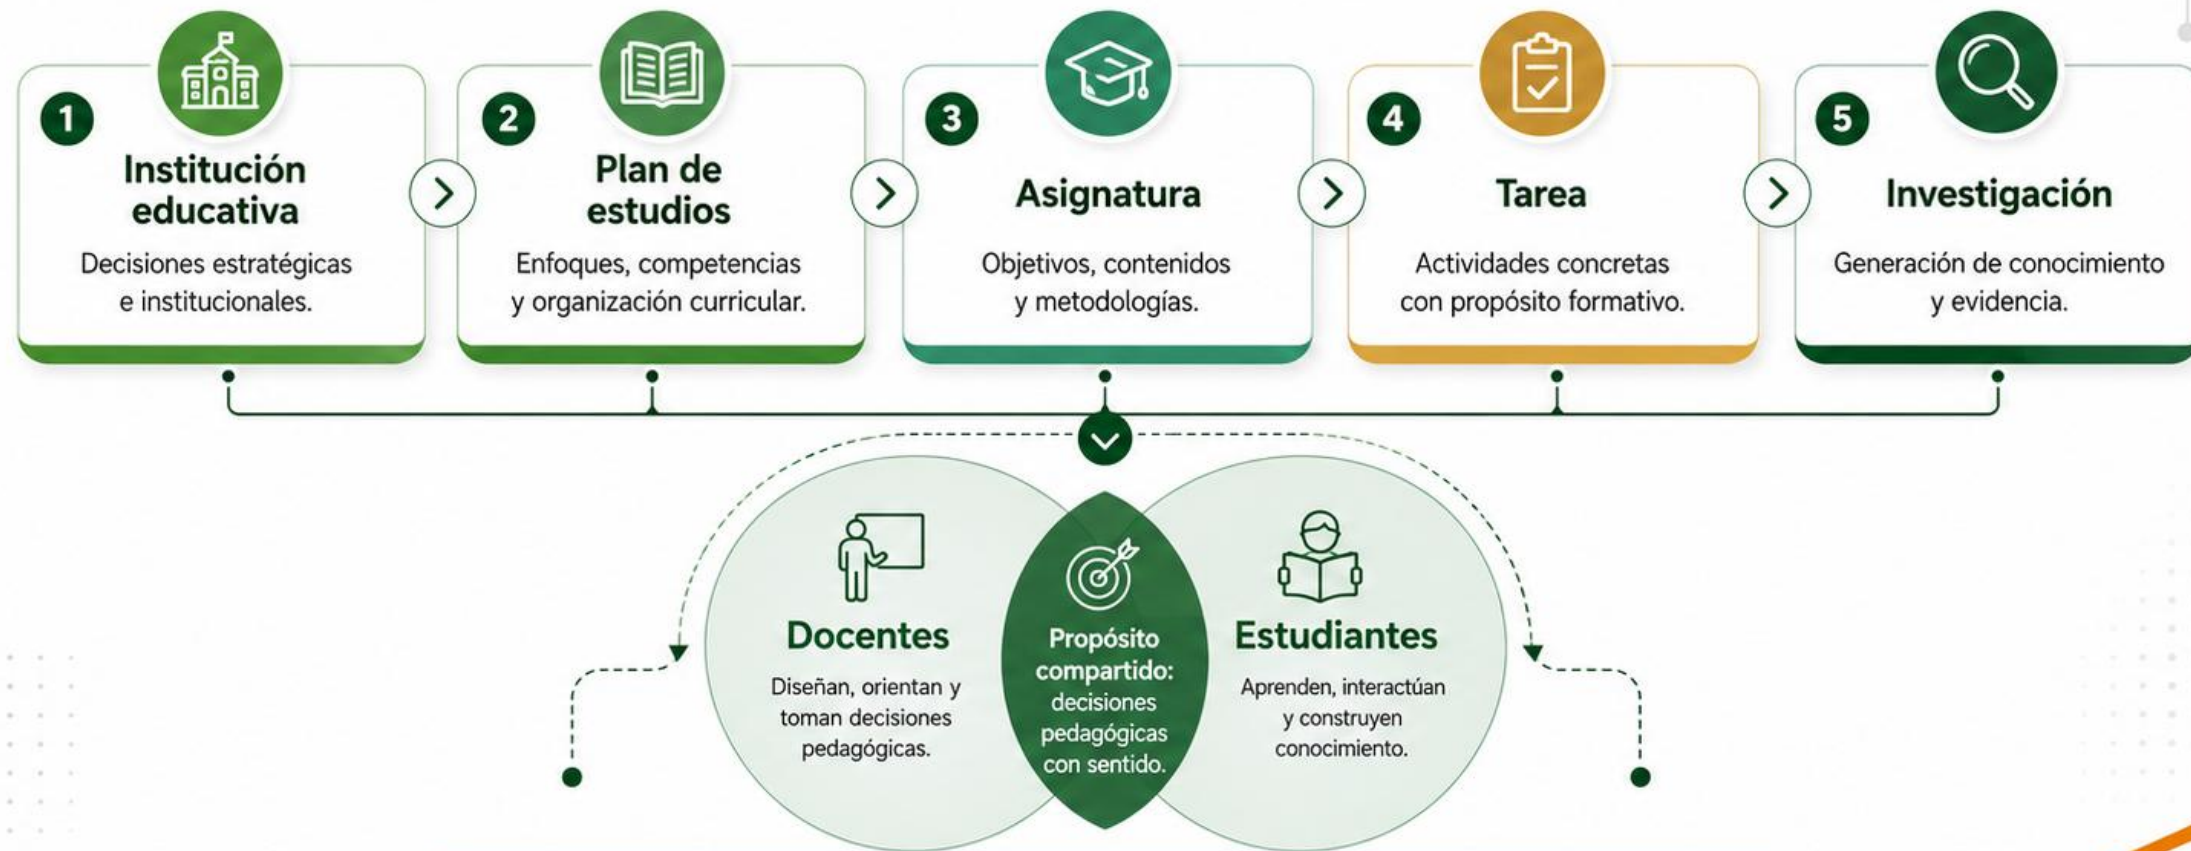 1
Institución
educativa
Decisiones estratégicas
e institucionales.
2
Plan de
estudios
Enfoques, competencias
y organización curricular.
3
Asignatura
Objetivos, contenidos
y metodologías.
4
Tarea
Actividades concretas
con propósito formativo.
5
Investigación
Generación de conocimiento
y evidencia.
Docentes
Diseñan, orientan y
toman decisiones
pedagógicas.
Propósito
compartido:
decisiones
pedagógicas
con sentido.
Estudiantes
Aprenden, interactúan
y construyen
conocimiento.